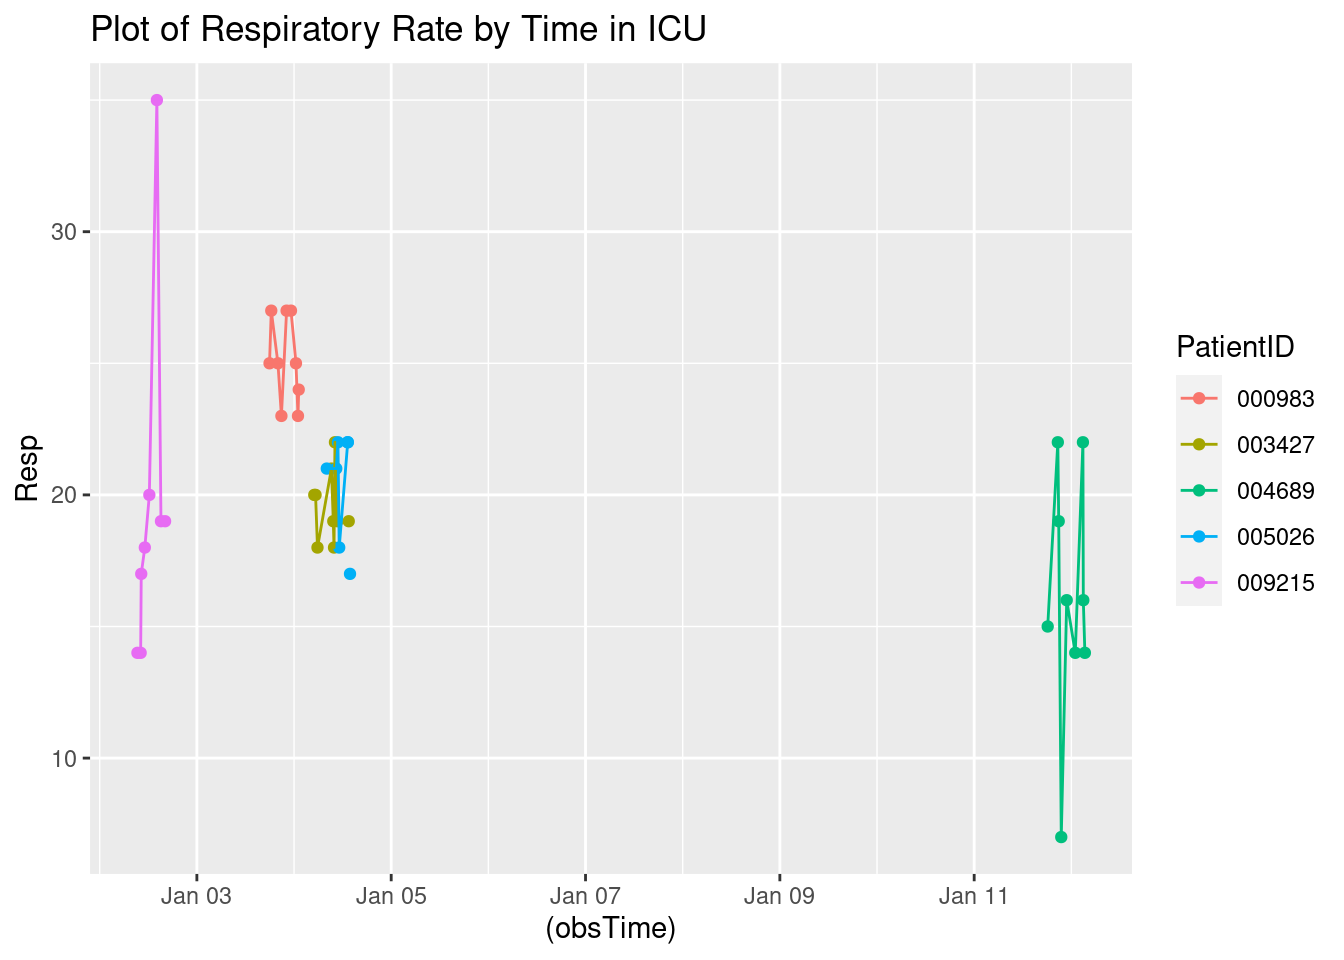 Plot of Respiratory Rate by Time in ICU
Resp
30
20
10
Jan 03
Jan 05
Jan 07
Jan 09
Jan 11
(obsTime)
PatientID
000983
003427
004689
005026
009215